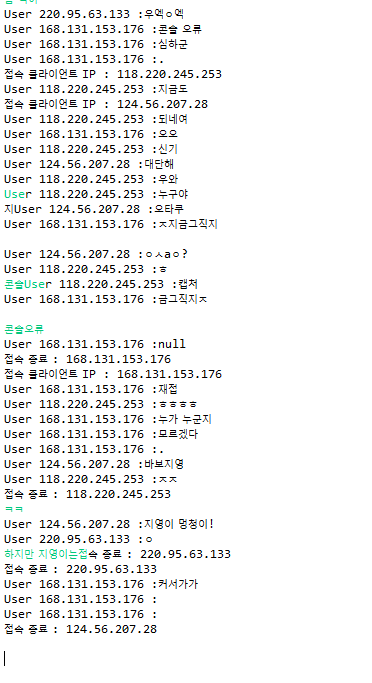 User 220.95.63.133 :우엑ㅇ엑
User 168.131.153.176 :콘솔 오류
User 168.131.153.176 :심하군
User 168.131.153.176 :.
접속 클라이언트 IP : 118.220.245.253
User 118.220.245.253 :지금도
접속 클라이언트 IP : 124.56.207.28
User 118.220.245.253 :되네여
User 168.131.153.176 :오오
User 118.220.245.253 :신기
User 124.56.207.28 :대단해
User 118.220.245.253 :우와
User 118.220.245.253 :누구야
지User 124.56.207.28 :오타쿠
User 168.131.153.176 :ㅈ지금그직지
User 124.56.207.28 :ㅇㅅaㅇ?
User 118.220.245.253 :ㅎ
콘솔User 118.220.245.253 :캡처
User 168.131.153.176 :금그직지ㅈ
콘솔오류
User 168.131.153.176 :null
접속 종료 : 168.131.153.176
접속 클라이언트 IP : 168.131.153.176
User 168.131.153.176 :재접
User 118.220.245.253 :ㅎㅎㅎㅎ
User 168.131.153.176 :누가 누군지
User 168.131.153.176 :모르겠다
User 168.131.153.176 :.
User 124.56.207.28 :바보지영
User 118.220.245.253 :ㅈㅈ
접속 종료 : 118.220.245.253
ㅋㅋ
User 124.56.207.28 :지영이 멍청이!
User 220.95.63.133 :ㅇ
하지만 지영이는접속 종료 : 220.95.63.133
접속 종료 : 220.95.63.133
User 168.131.153.176 :커서가가
User 168.131.153.176 :
User 168.131.153.176 :
접속 종료 : 124.56.207.28